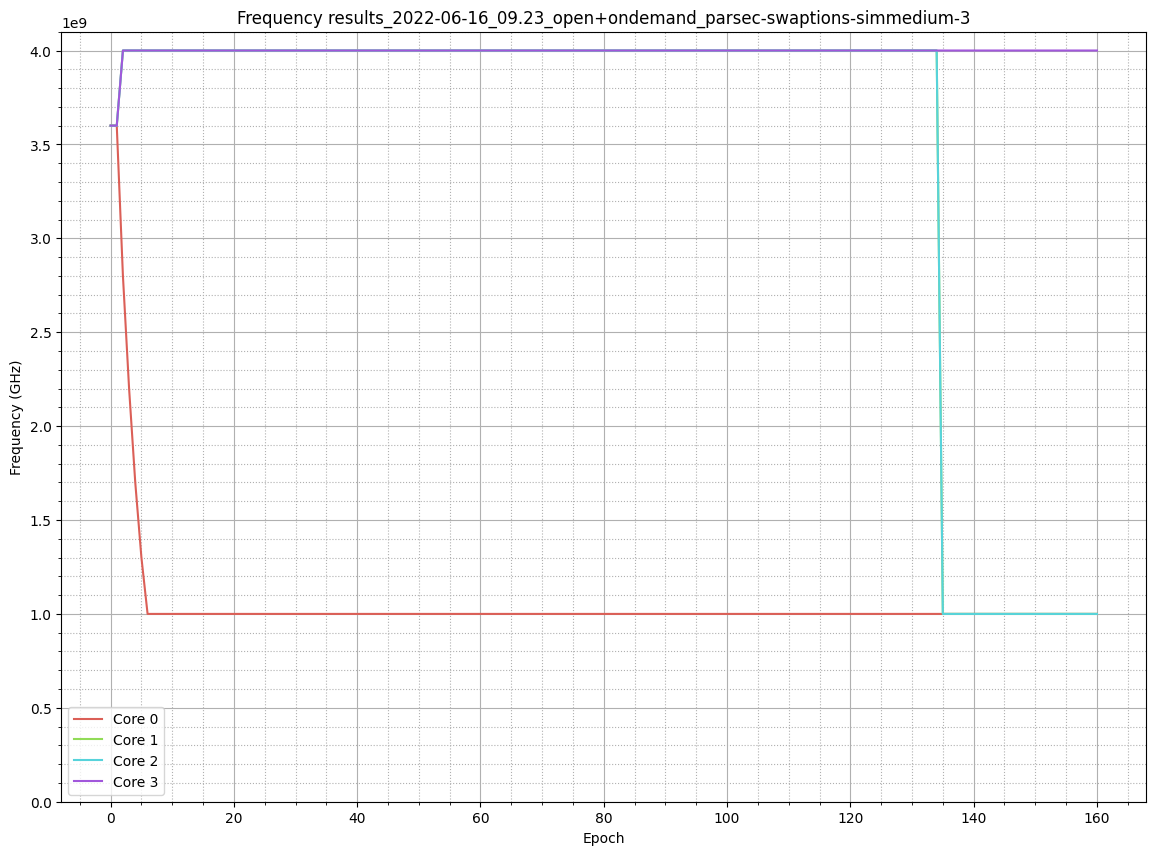 Frequency results_2022-06-16_09.23_open+ondemand_parsec-swaptions-simmedium-3
1e9
4.0
3.5
3.0
2.5
2.0
1.5
1.0
0.5
0.0
Frequency (GHz)
Core 0
Core 1
Core 2
Core 3
0 20 40 60 80 100 120 140 160
Epoch